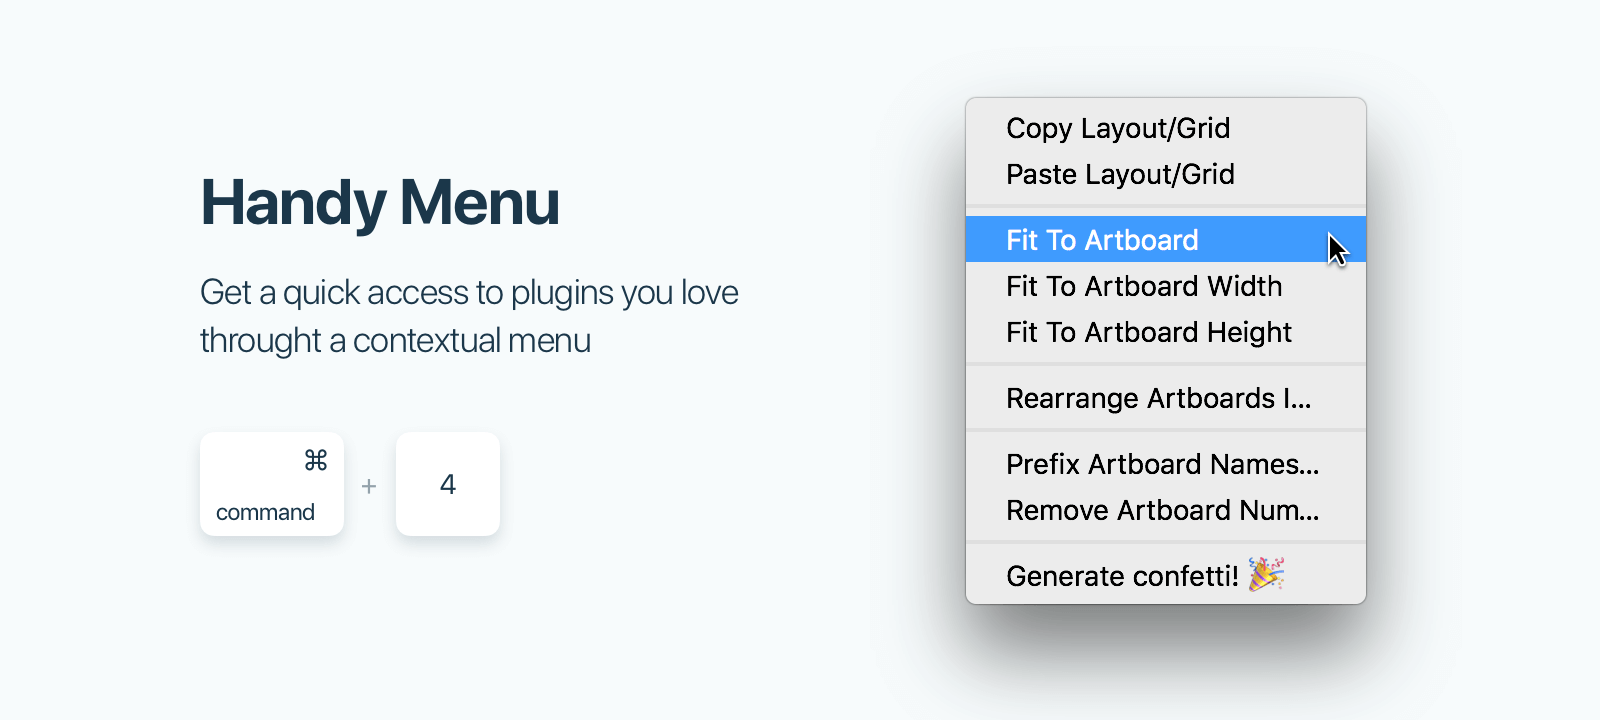 Handy Menu
Get a quick access to plugins you love
throught a contextual menu
⌘
command
+
4
Copy Layout/Grid
Paste Layout/Grid
Fit To Artboard
Fit To Artboard Width
Fit To Artboard Height
Rearrange Artboards I...
Prefix Artboard Names...
Remove Artboard Num...
Generate confetti! 🎉